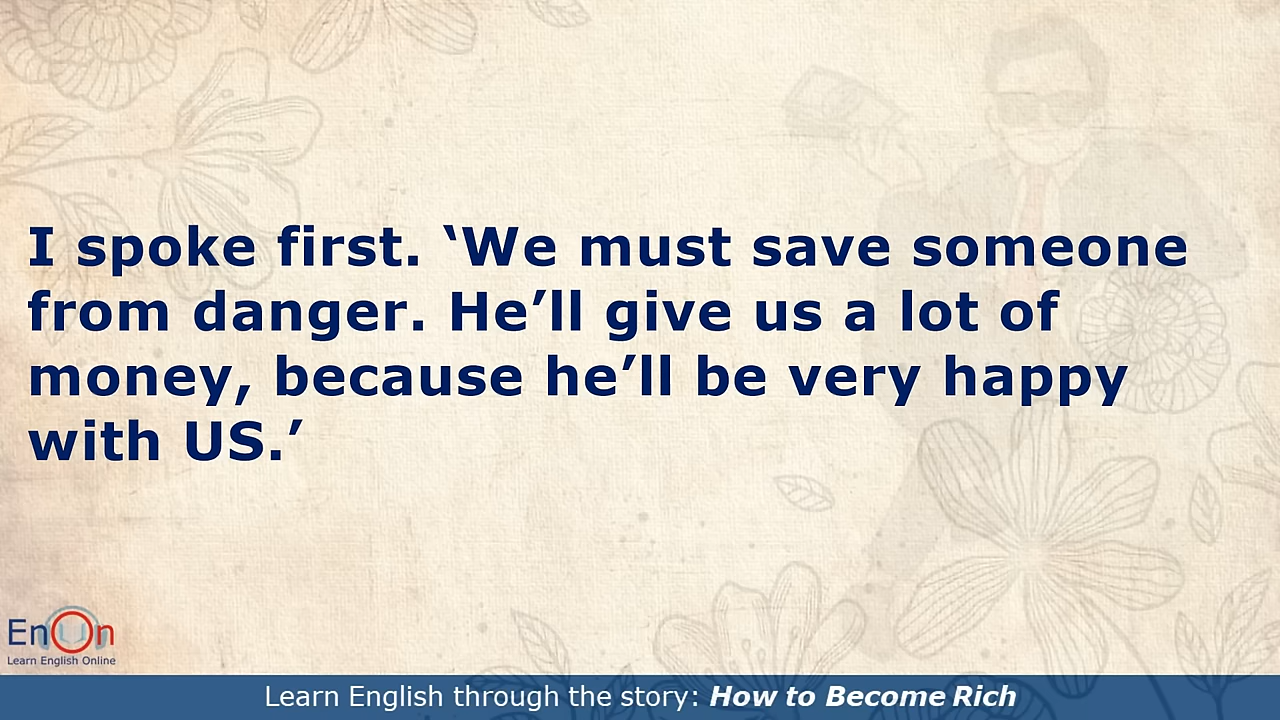 I spoke first. ‘We must save someone
from danger. He’ll give us a lot of
money, because he’ll be very happy
with US.’
EnOn
Learn English Online
Learn English through the story: How to Become Rich